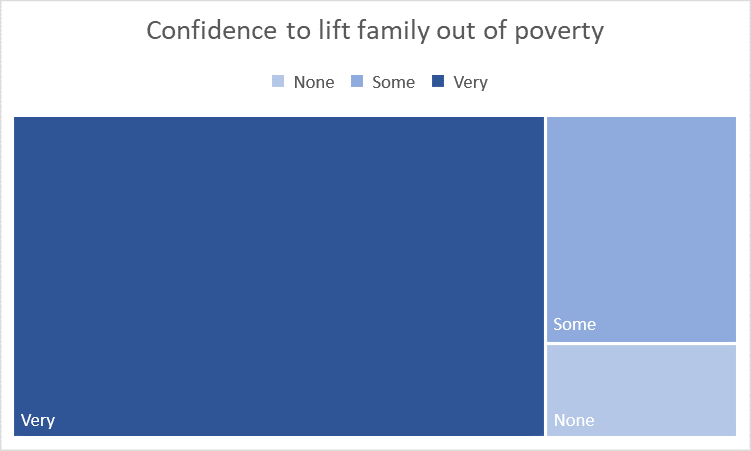 Confidence to lift family out of poverty
None Some Very
Some
Very
None